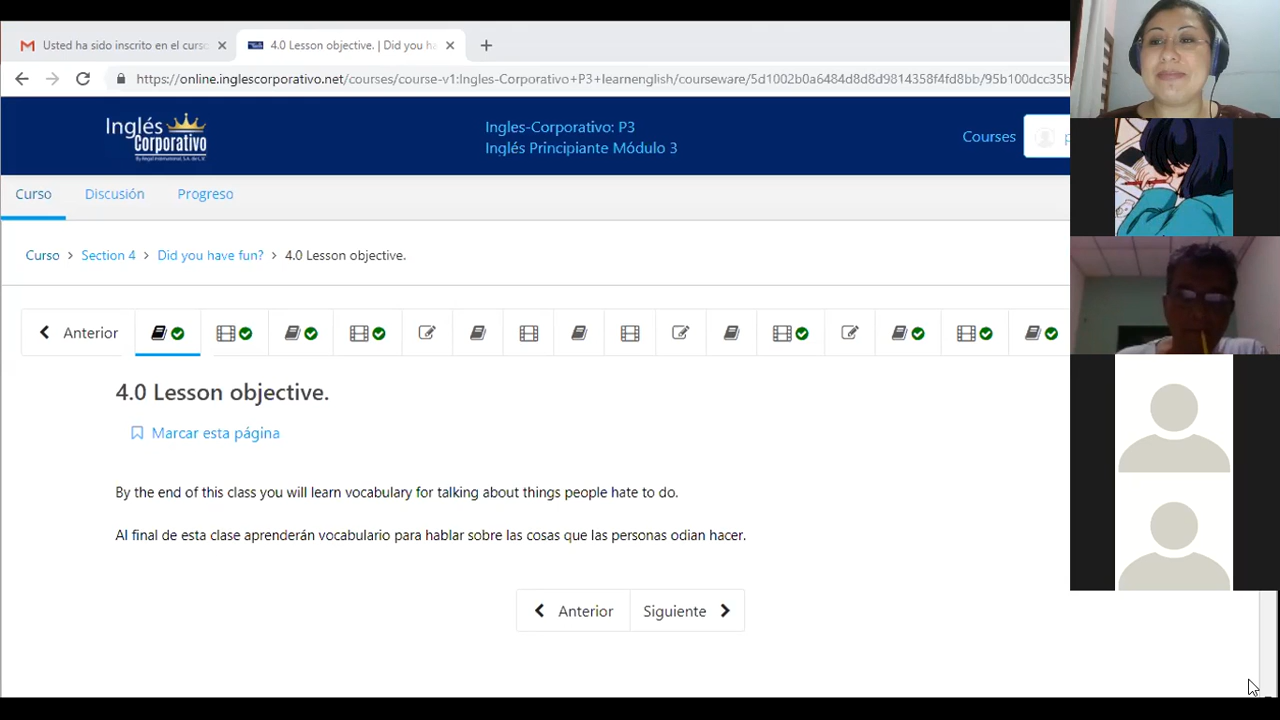 Usted ha sido inscrito en el curso
4.0 Lesson objective. | Did you ha
https://online.inglescorporativo.net/courses/course-v1:Ingles-Corporativo+P3+learnenglish/courseware/5d1002b0a6484d8d8d9814358f4fd8bb/95b100dcc35b
Inglés
Corporativo
Ingles-Corporativo: P3
Inglés Principiante Módulo 3
Courses
Curso
Discusión
Progreso
Curso > Section 4 > Did you have fun? > 4.0 Lesson objective.
Anterior
4.0 Lesson objective.
Marcar esta página
By the end of this class you will learn vocabulary for talking about things people hate to do.
Al final de esta clase aprenderán vocabulario para hablar sobre las cosas que las personas odian hacer.
Anterior
Siguiente